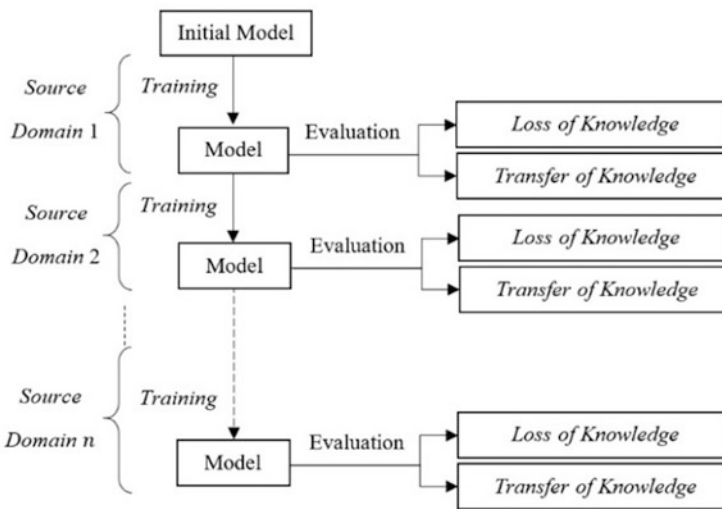 Initial Model
Source
Domain 1
Training
Model
Evaluation
Loss of Knowledge
Transfer of Knowledge
Source
Domain 2
Training
Model
Evaluation
Loss of Knowledge
Transfer of Knowledge
Source
Domain n
Training
Model
Evaluation
Loss of Knowledge
Transfer of Knowledge